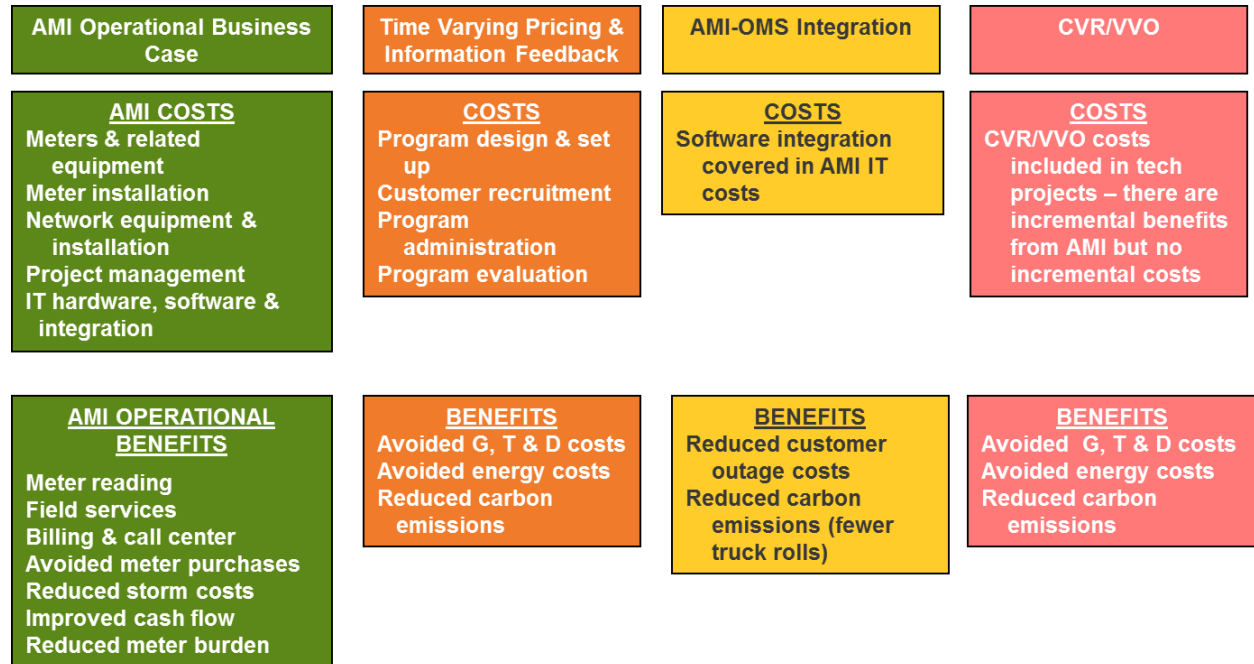 AMI Operational Business
Case
Time Varying Pricing &
Information Feedback
AMI-OMS Integration
CVR/VVO
AMI COSTS
Meters & related
equipment
Meter installation
Network equipment &
installation
Project management
IT hardware, software &
integration
COSTS
Program design & set
up
Customer recruitment
Program
administration
Program evaluation
COSTS
Software integration
covered in AMI IT
costs
COSTS
CVR/VVO costs
included in tech
projects – there are
incremental benefits
from AMI but no
incremental costs
AMI OPERATIONAL
BENEFITS
Meter reading
Field services
Billing & call center
Avoided meter purchases
Reduced storm costs
Improved cash flow
Reduced meter burden
BENEFITS
Avoided G, T & D costs
Avoided energy costs
Reduced carbon
emissions
BENEFITS
Reduced customer
outage costs
Reduced carbon
emissions (fewer
truck rolls)
BENEFITS
Avoided G, T & D costs
Avoided energy costs
Reduced carbon
emissions